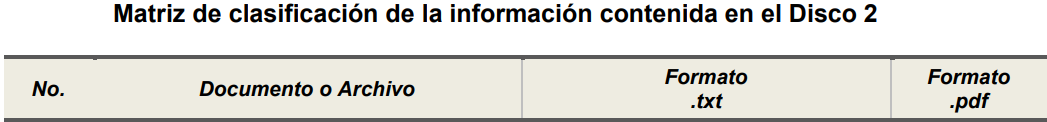 Matriz de clasificación de la información contenida en el Disco 2
No. Documento o Archivo Formato .txt Formato .pdf